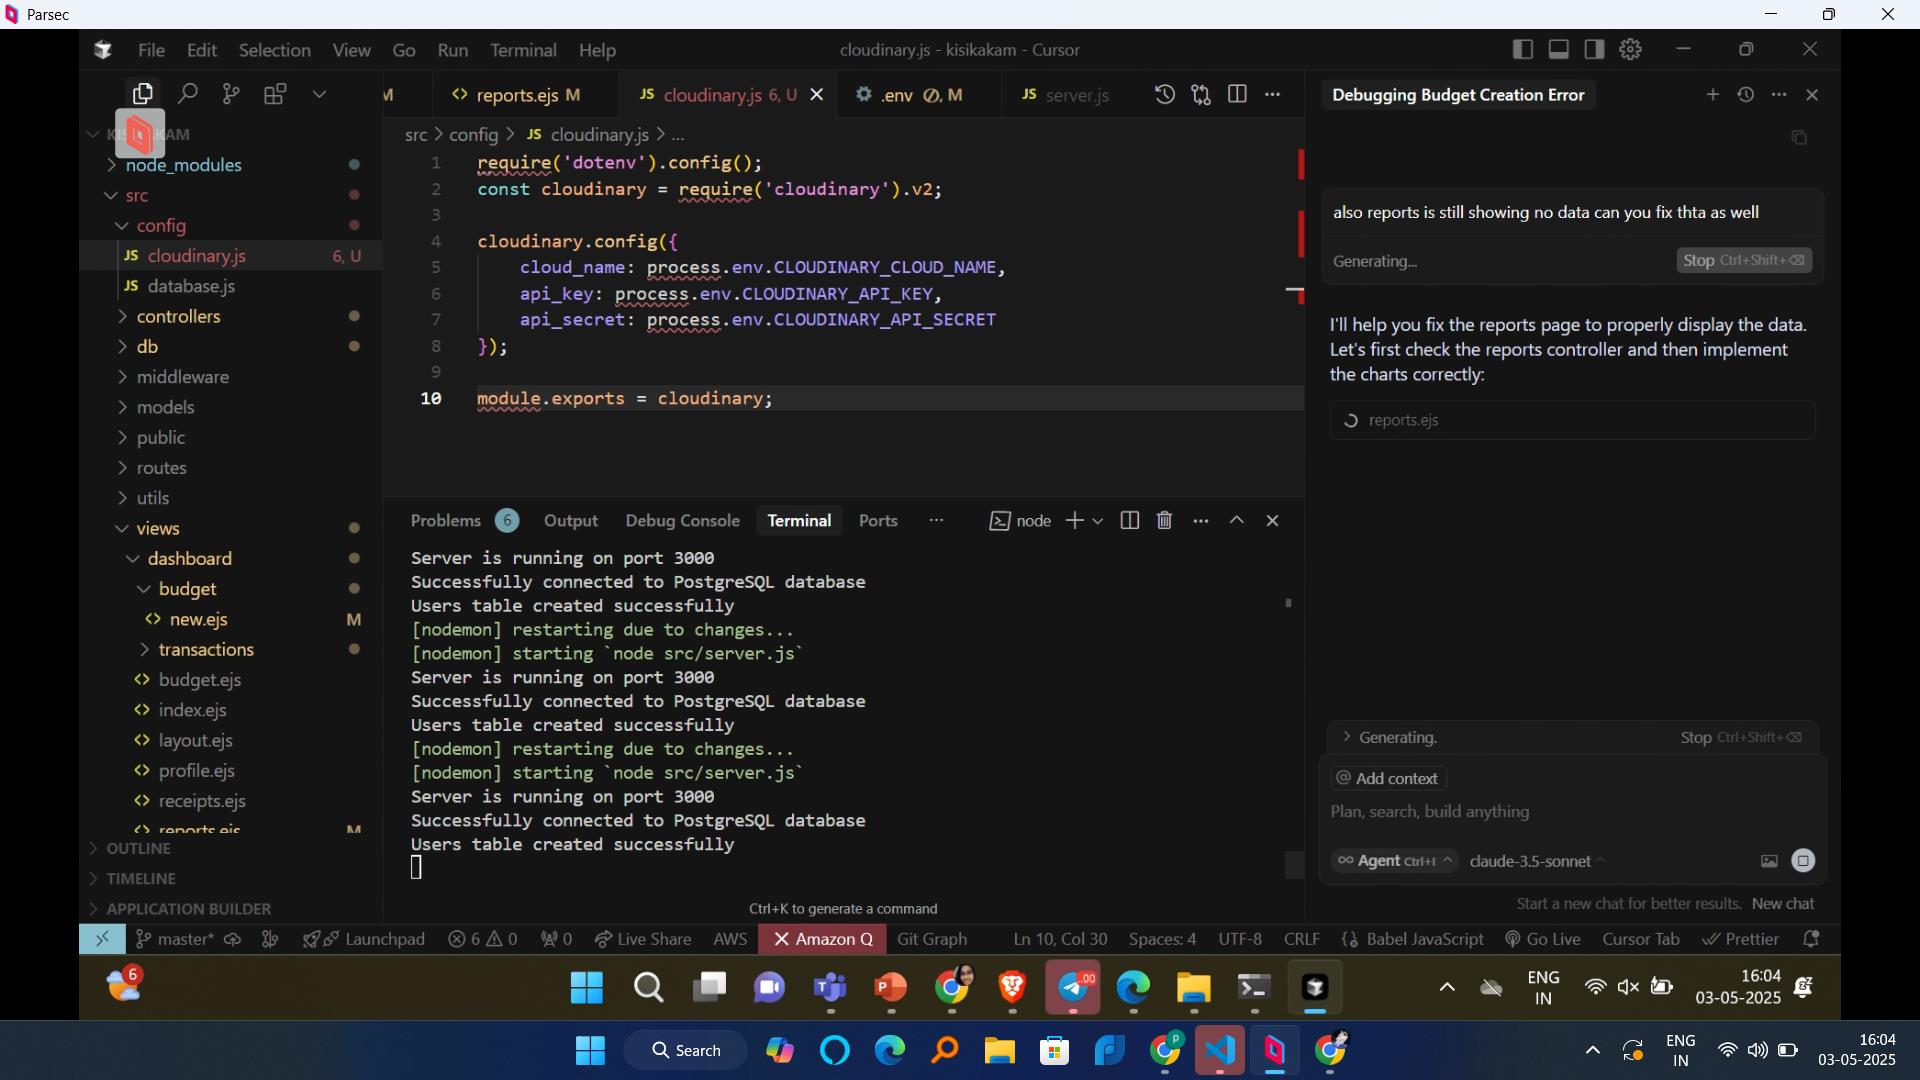 Parsec
File Edit Selection View Go Run Terminal Help
cloudinary.js - kisikakam - Cursor
M
reports.ejs M
JS cloudinary.js 6, U
.env M
JS server.js
src > config > JS cloudinary.js > ...
node_modules
src
config
JS cloudinary.js 6, U
JS database.js
controllers
db
middleware
models
public
routes
utils
views
dashboard
budget
new.ejs M
transactions
budget.ejs
index.ejs
layout.ejs
profile.ejs
receipts.ejs
reports.ejs M
OUTLINE
TIMELINE
APPLICATION BUILDER
1 require('dotenv').config();
2 const cloudinary = require('cloudinary').v2;
3
4 cloudinary.config({
5 cloud_name: process.env.CLOUDINARY_CLOUD_NAME,
6 api_key: process.env.CLOUDINARY_API_KEY,
7 api_secret: process.env.CLOUDINARY_API_SECRET
8 });
9
10 module.exports = cloudinary;
Problems 6 Output Debug Console Terminal Ports ... node
Server is running on port 3000
Successfully connected to PostgreSQL database
Users table created successfully
[nodemon] restarting due to changes...
[nodemon] starting `node src/server.js`
Server is running on port 3000
Successfully connected to PostgreSQL database
Users table created successfully
[nodemon] restarting due to changes...
[nodemon] starting `node src/server.js`
Server is running on port 3000
Successfully connected to PostgreSQL database
Users table created successfully
Ctrl+K to generate a command
Debugging Budget Creation Error
also reports is still showing no data can you fix thta as well
Generating...
Stop Ctrl+Shift+⌫
I'll help you fix the reports page to properly display the data.
Let's first check the reports controller and then implement
the charts correctly:
reports.ejs
Generating.
Stop Ctrl+Shift+⌫
@ Add context
Plan, search, build anything
∞ Agent Ctrl+I
claude-3.5-sonnet
Start a new chat for better results. New chat
master* Launchpad 6 0 0 Live Share AWS Amazon Q Git Graph Ln 10, Col 30 Spaces: 4 UTF-8 CRLF {} Babel JavaScript Go Live Cursor Tab Prettier
6
.00
ENG
IN
16:04
03-05-2025
Search
P
ENG
IN
16:04
03-05-2025